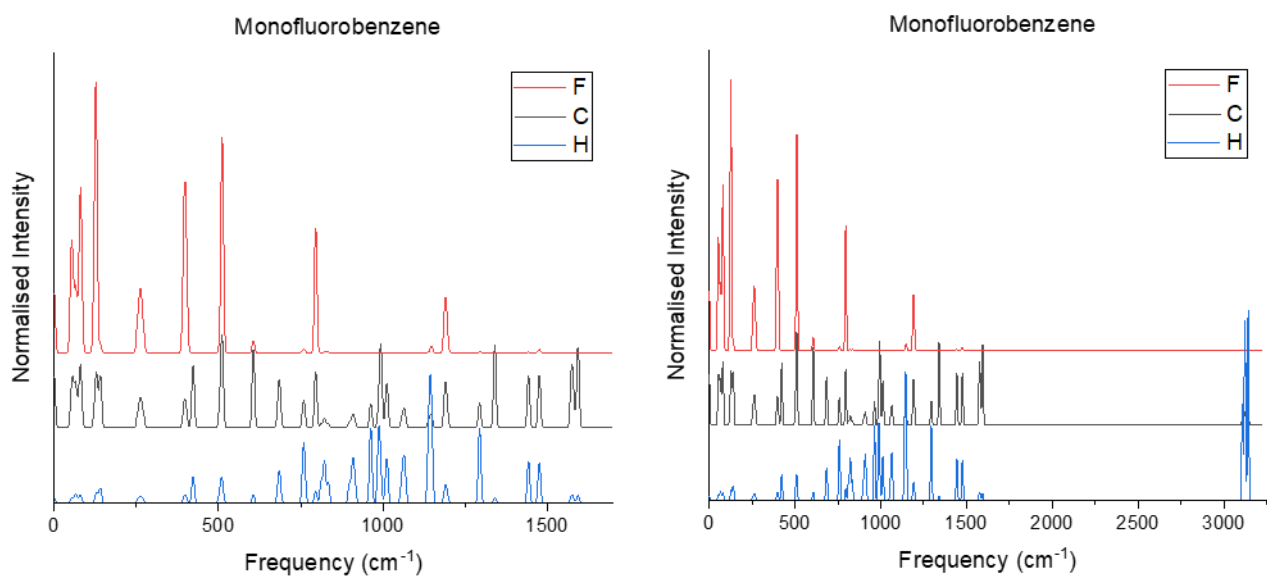 Monofluorobenzene
F
C
H
Normalised Intensity
0
500
1000
1500
Frequency (cm⁻¹)
Monofluorobenzene
F
C
H
Normalised Intensity
0
500
1000
1500
2000
2500
3000
Frequency (cm⁻¹)